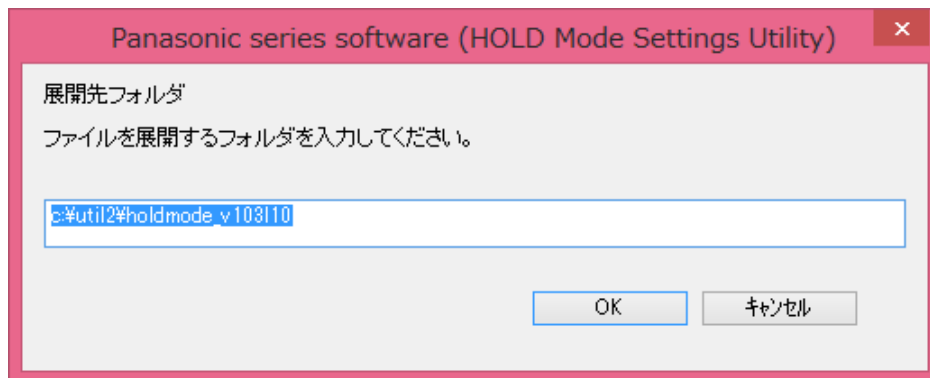 Panasonic series software (HOLD Mode Settings Utility)
展開先フォルダ
ファイルを展開するフォルダを入力してください。
c:¥util2¥holdmode_v103l10
OK
キャンセル